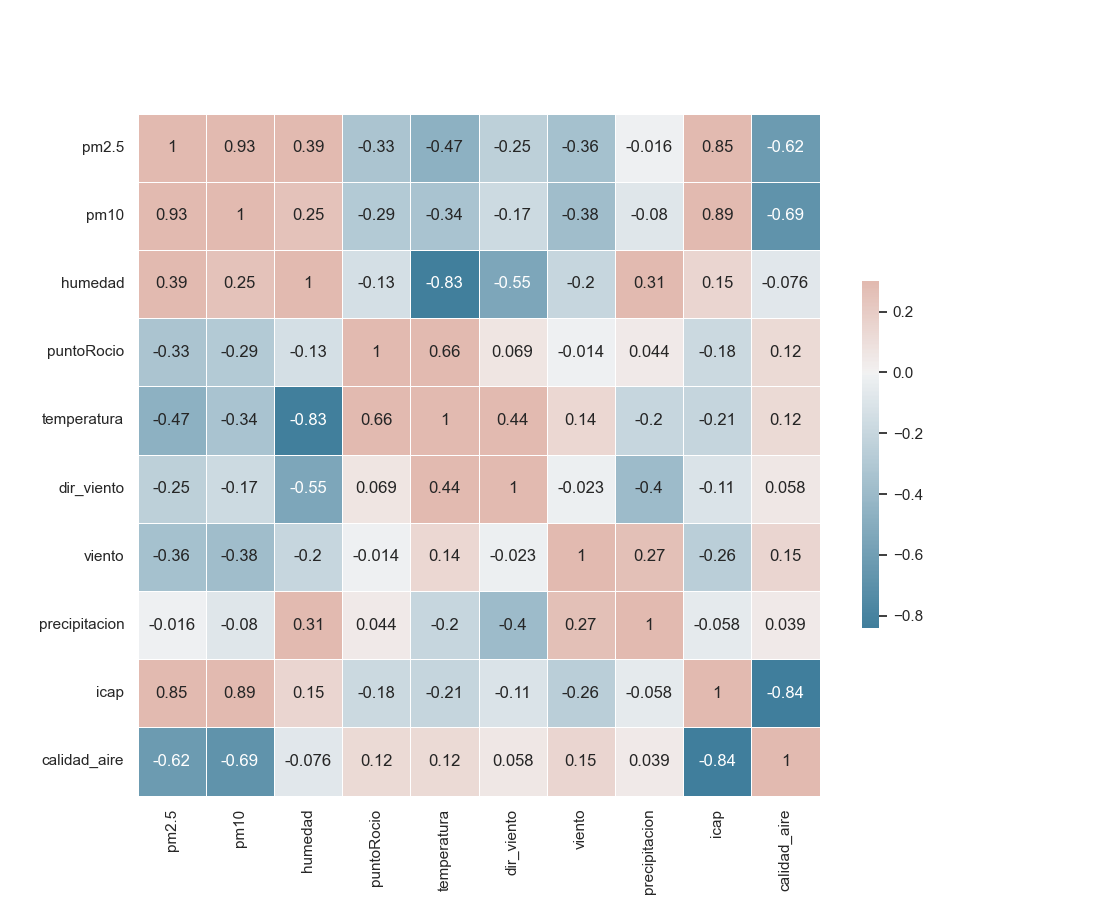 pm2.5 1 0.93 0.39 -0.33 -0.47 -0.25 -0.36 -0.016 0.85 -0.62
pm10 0.93 1 0.25 -0.29 -0.34 -0.17 -0.38 -0.08 0.89 -0.69
humedad 0.39 0.25 1 -0.13 -0.83 -0.55 -0.2 0.31 0.15 -0.076
puntoRocio -0.33 -0.29 -0.13 1 0.66 0.069 -0.014 0.044 -0.18 0.12
temperatura -0.47 -0.34 -0.83 0.66 1 0.44 0.14 -0.2 -0.21 0.12
dir_viento -0.25 -0.17 -0.55 0.069 0.44 1 -0.023 -0.4 -0.11 0.058
viento -0.36 -0.38 -0.2 -0.014 0.14 -0.023 1 0.27 -0.26 0.15
precipitacion -0.016 -0.08 0.31 0.044 -0.2 -0.4 0.27 1 -0.058 0.039
icap 0.85 0.89 0.15 -0.18 -0.21 -0.11 -0.26 -0.058 1 -0.84
calidad_aire -0.62 -0.69 -0.076 0.12 0.12 0.058 0.15 0.039 -0.84 1
pm2.5 pm10 humedad puntoRocio temperatura dir_viento viento precipitacion icap calidad_aire
0.2
0.0
−0.2
−0.4
−0.6
−0.8